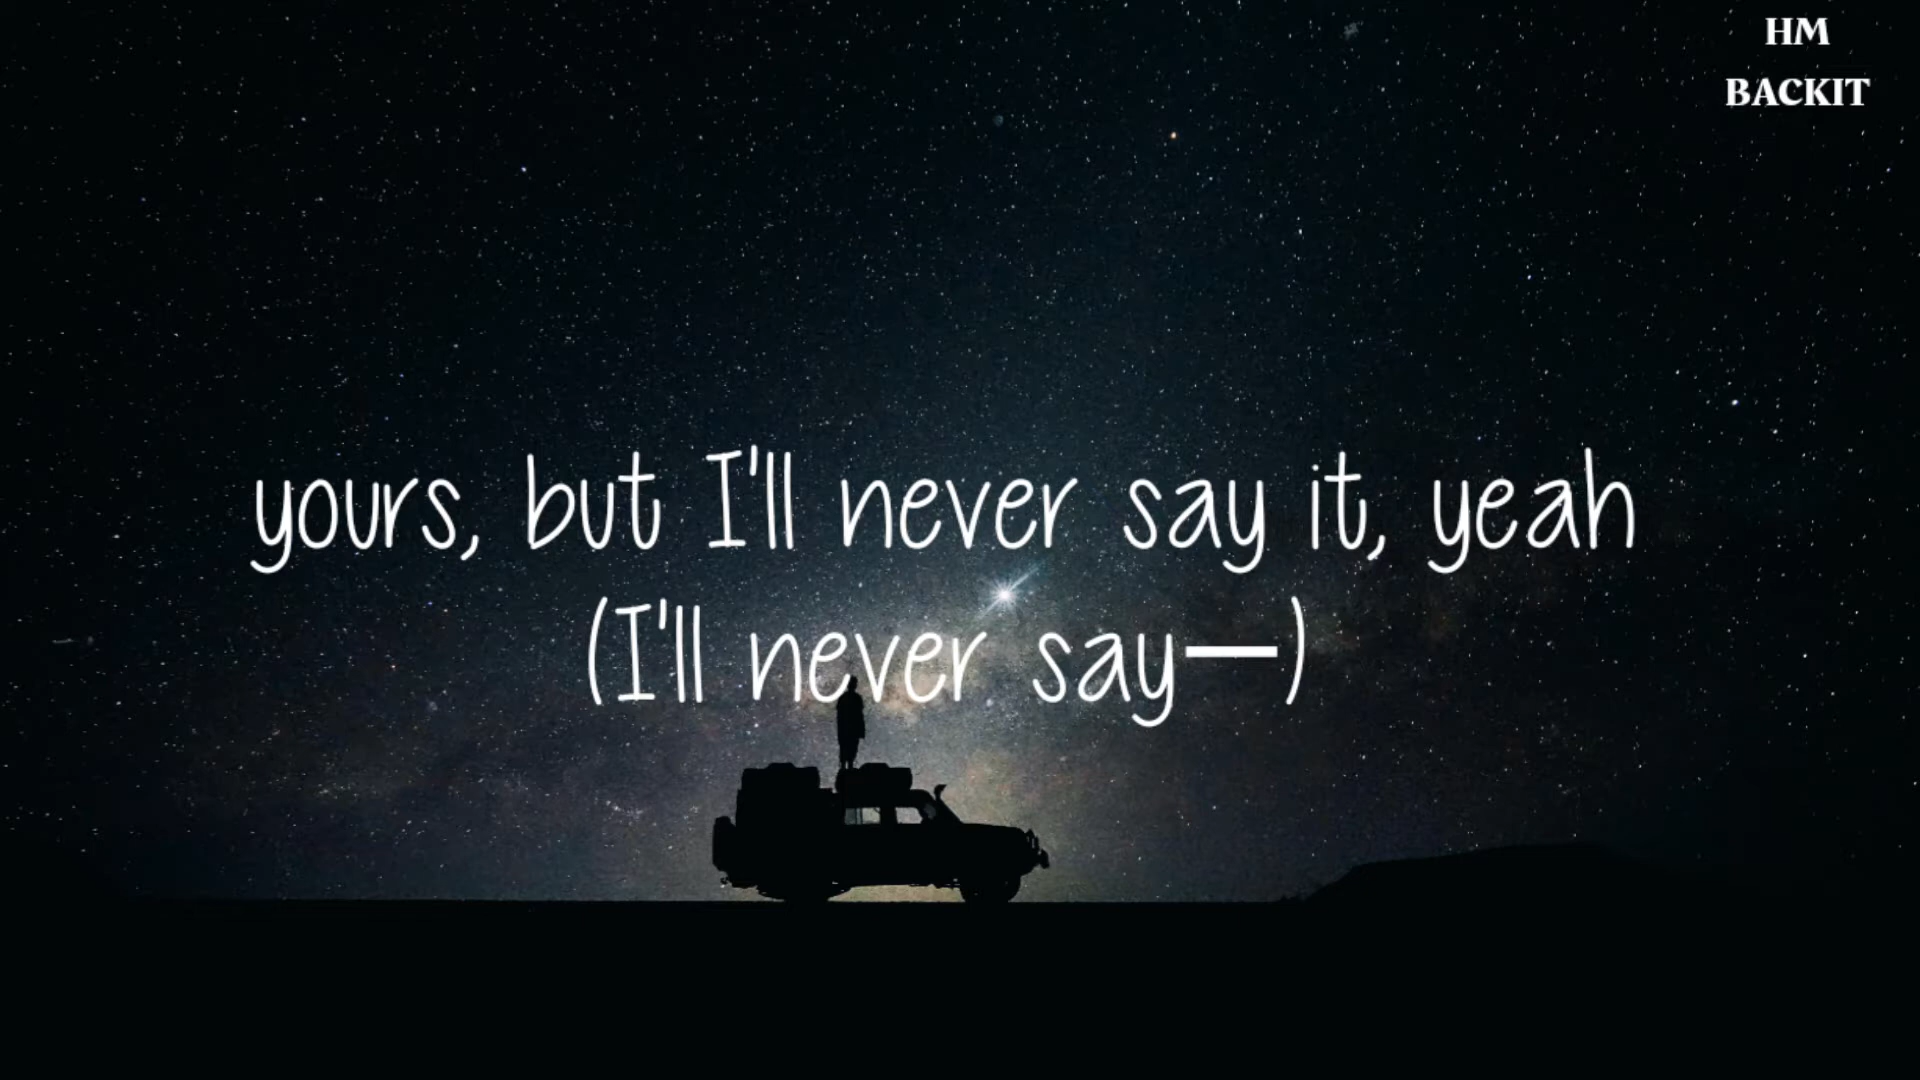 HM
BACKIT
yours, but I'll never say it, yeah
(I'll never say—)